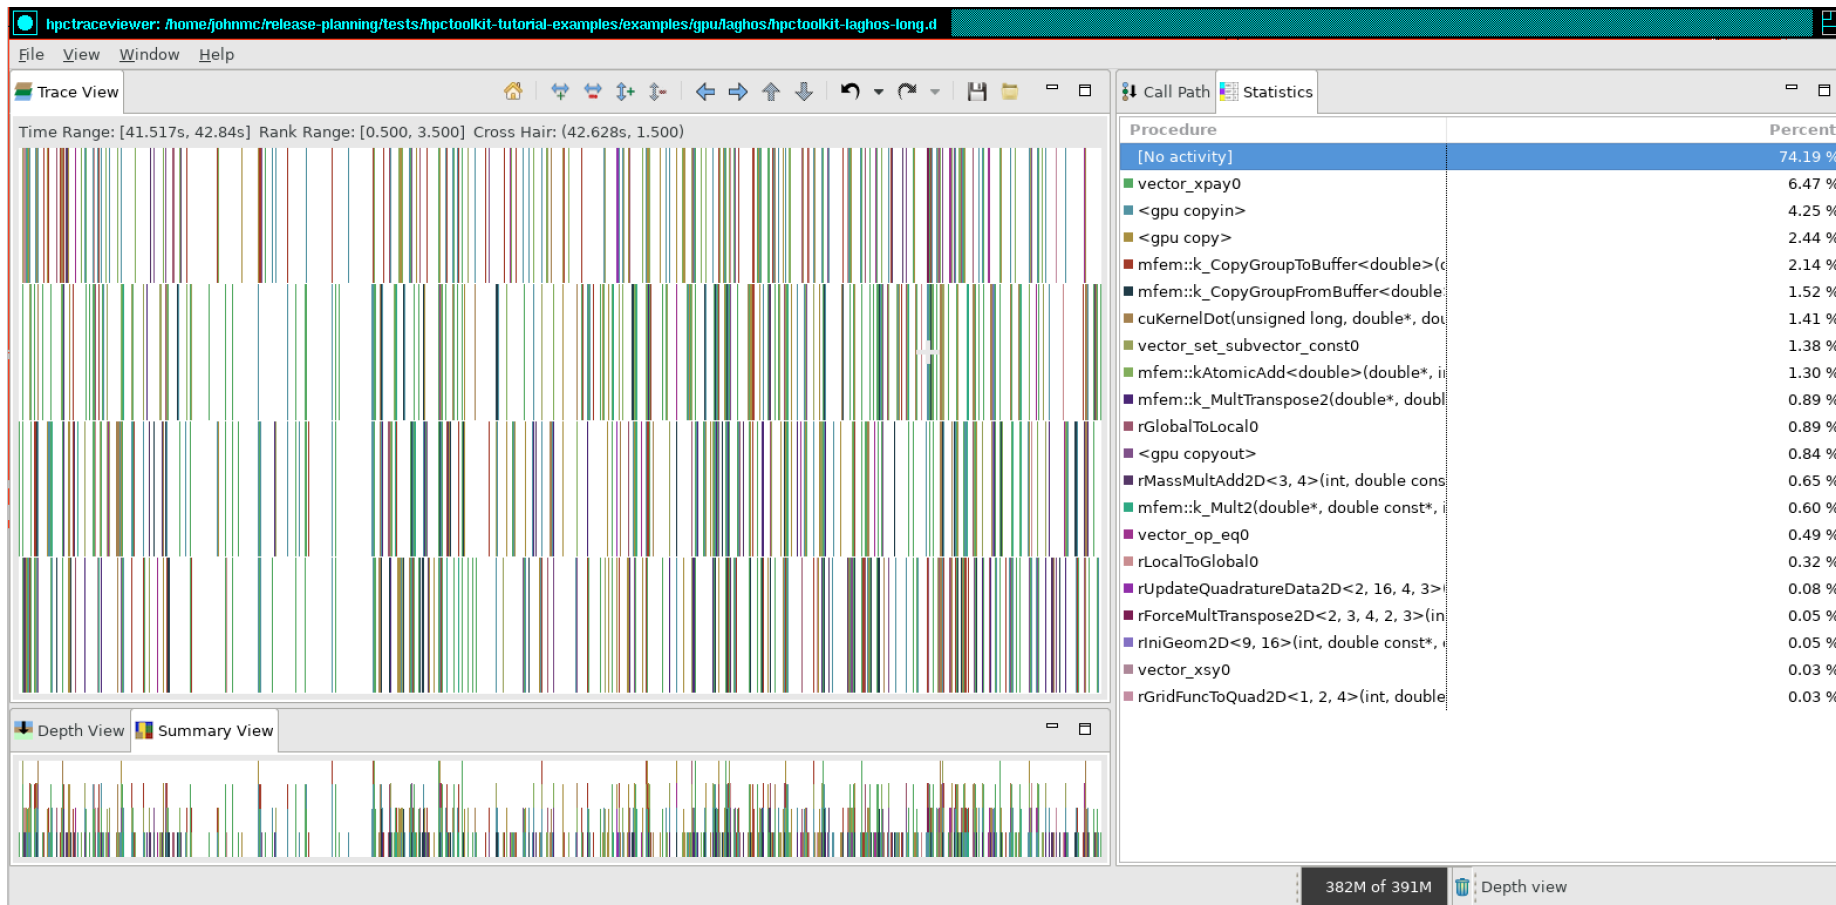 hpctraceviewer: /home/johnmc/release-planning/tests/hpctoolkit-tutorial-examples/examples/gpu/laghos/hpctoolkit-laghos-long.d
File View Window Help
Trace View
Call Path Statistics
Time Range: [41.517s, 42.84s] Rank Range: [0.500, 3.500] Cross Hair: (42.628s, 1.500)
Procedure Percent
[No activity] 74.19 %
vector_xpay0 6.47 %
<gpu copyin> 4.25 %
<gpu copy> 2.44 %
mfem::k_CopyGroupToBuffer<double>( 2.14 %
mfem::k_CopyGroupFromBuffer<double 1.52 %
cuKernelDot(unsigned long, double*, dou 1.41 %
vector_set_subvector_const0 1.38 %
mfem::kAtomicAdd<double>(double*, i 1.30 %
mfem::k_MultTranspose2(double*, doubl 0.89 %
rGlobalToLocal0 0.89 %
<gpu copyout> 0.84 %
rMassMultAdd2D<3, 4>(int, double cons 0.65 %
mfem::k_Mult2(double*, double const*, i 0.60 %
vector_op_eq0 0.49 %
rLocalToGlobal0 0.32 %
rUpdateQuadratureData2D<2, 16, 4, 3>( 0.08 %
rForceMultTranspose2D<2, 3, 4, 2, 3>(in 0.05 %
rIniGeom2D<9, 16>(int, double const*, 0.05 %
vector_xsy0 0.03 %
rGridFuncToQuad2D<1, 2, 4>(int, double 0.03 %
Depth View Summary View
382M of 391M Depth view